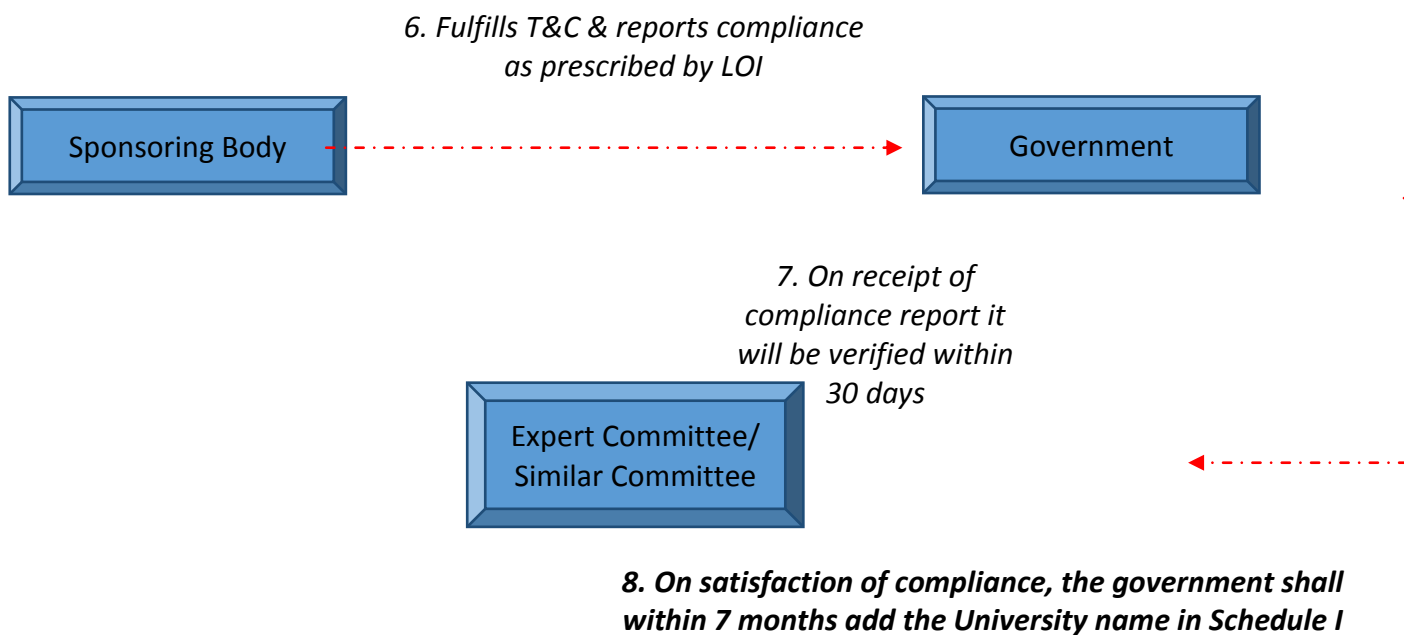 6. Fulfills T&C & reports compliance
as prescribed by LOI
Sponsoring Body
Government
7. On receipt of
compliance report it
will be verified within
30 days
Expert Committee/
Similar Committee
8. On satisfaction of compliance, the government shall
within 7 months add the University name in Schedule I